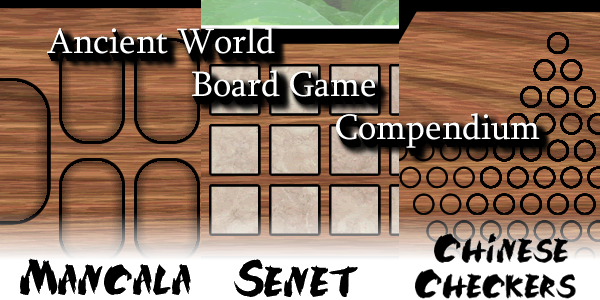 Ancient World
Board Game
Compendium
Mancala
Senet
Chinese
Checkers